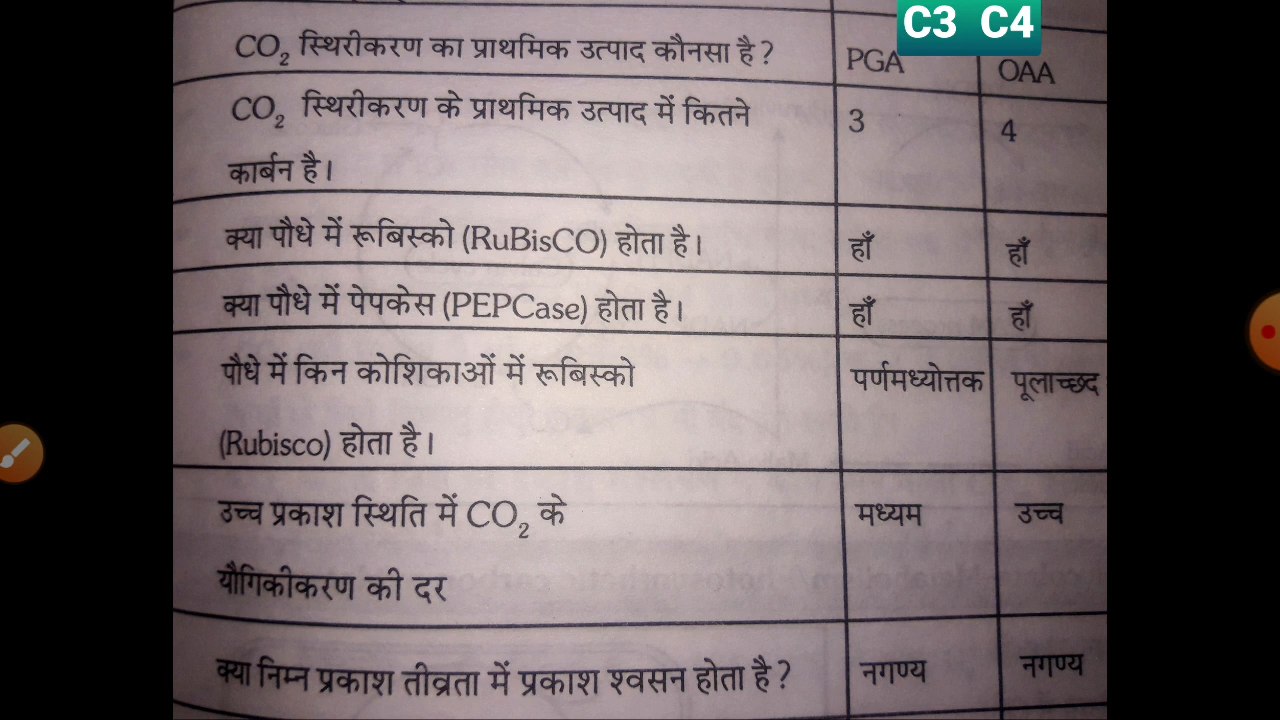 C3 C4
CO2 स्थिरीकरण का प्राथमिक उत्पाद कौनसा है? PGA OAA
CO2 स्थिरीकरण के प्राथमिक उत्पाद में कितने 3 4
कार्बन है।
क्या पौधे में रूबिस्को (RuBisCO) होता है। हाँ हाँ
क्या पौधे में पेपकेस (PEPCase) होता है। हाँ हाँ
पौधे में किन कोशिकाओं में रूबिस्को पर्णमध्योत्तक पूलाच्छद
(Rubisco) होता है।
उच्च प्रकाश स्थिति में CO2 के मध्यम उच्च
यौगिकीकरण की दर
क्या निम्न प्रकाश तीव्रता में प्रकाश श्वसन होता है? नगण्य नगण्य